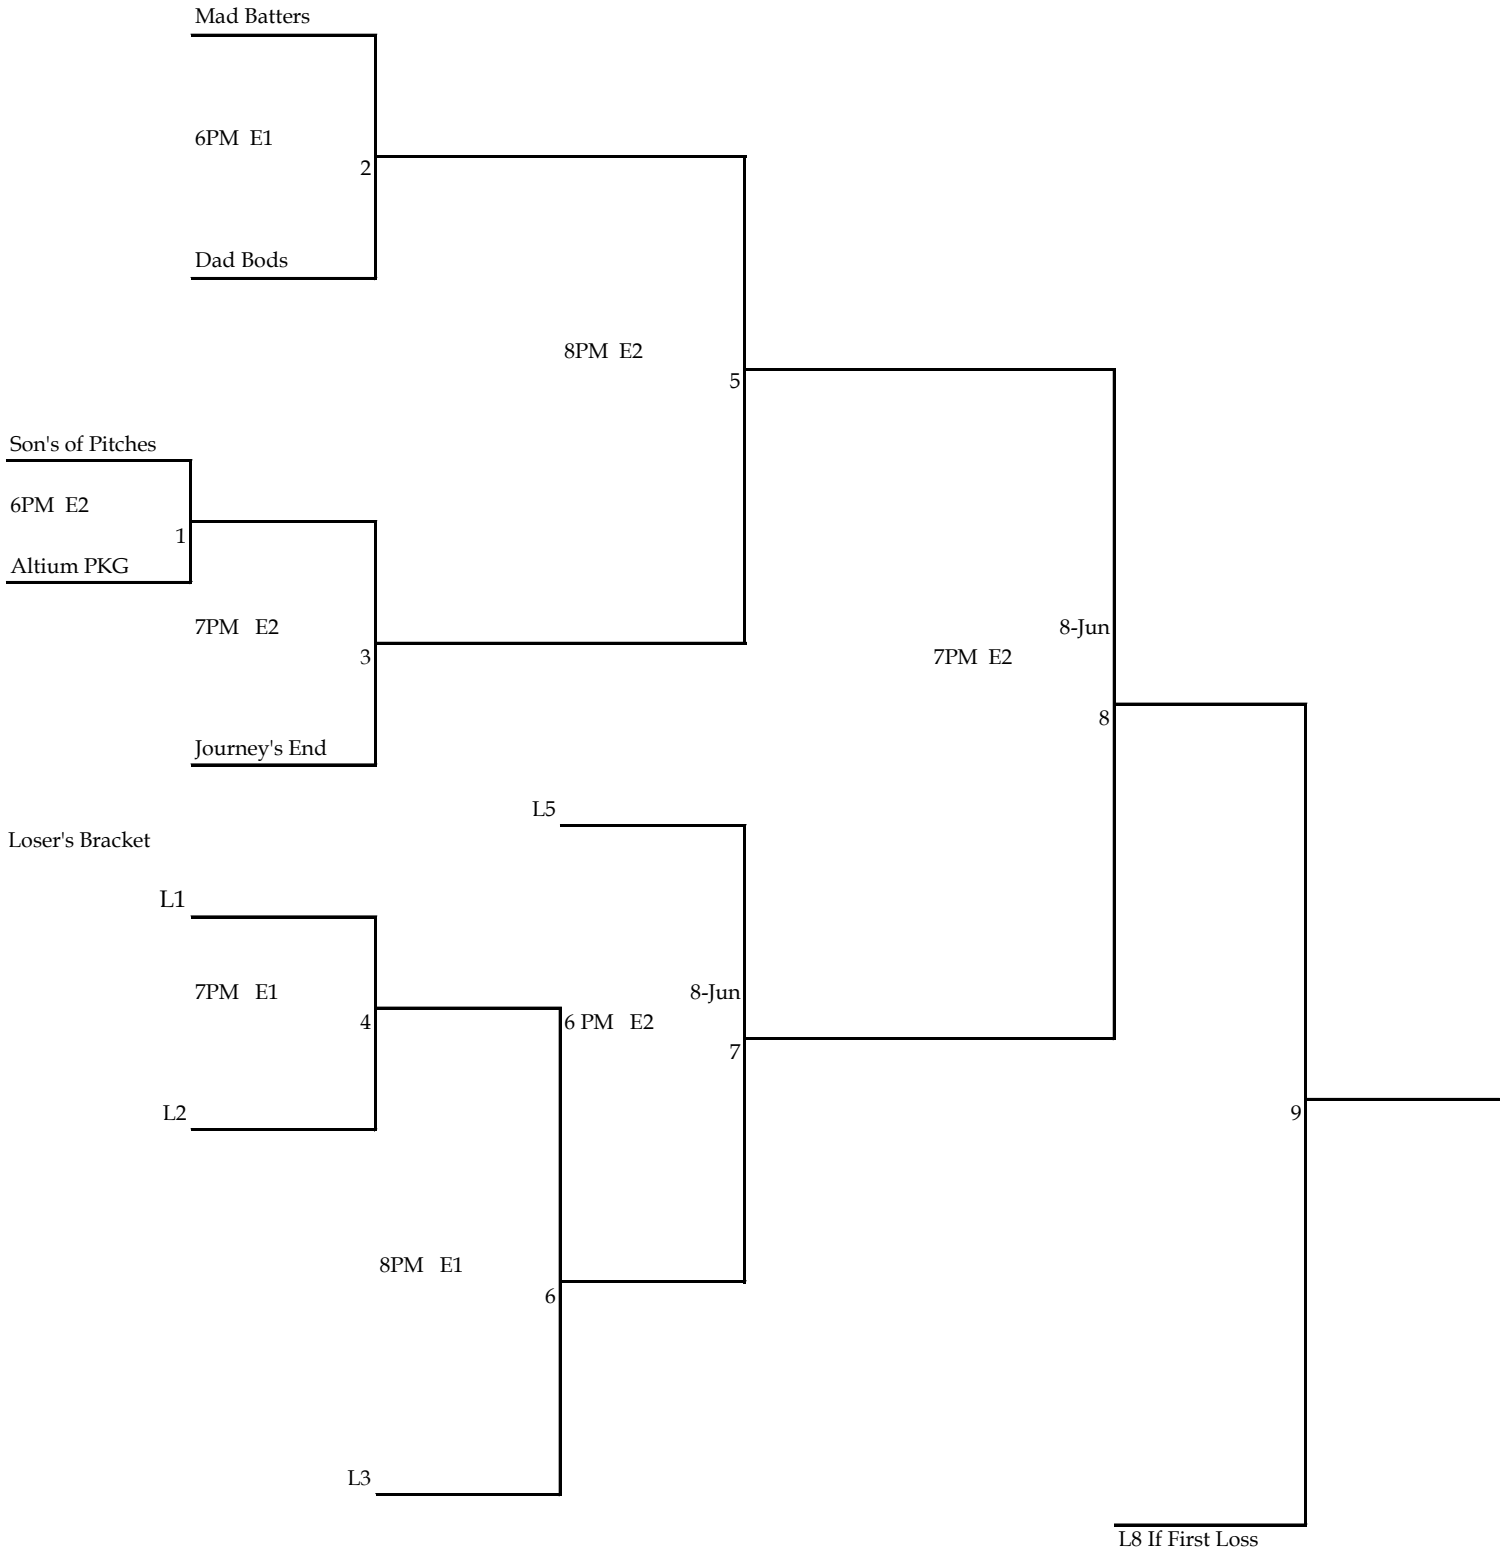 Mad Batters
6PM  E1
2
Dad Bods
8PM  E2
5
Son's of Pitches
6PM  E2
1
Altium PKG
7PM   E2
3
8-Jun
7PM  E2
8
Journey's End
L5
Loser's Bracket
L1
7PM   E1
8-Jun
4
6 PM   E2
7
L2
9
8PM   E1
6
L3
L8 If First Loss